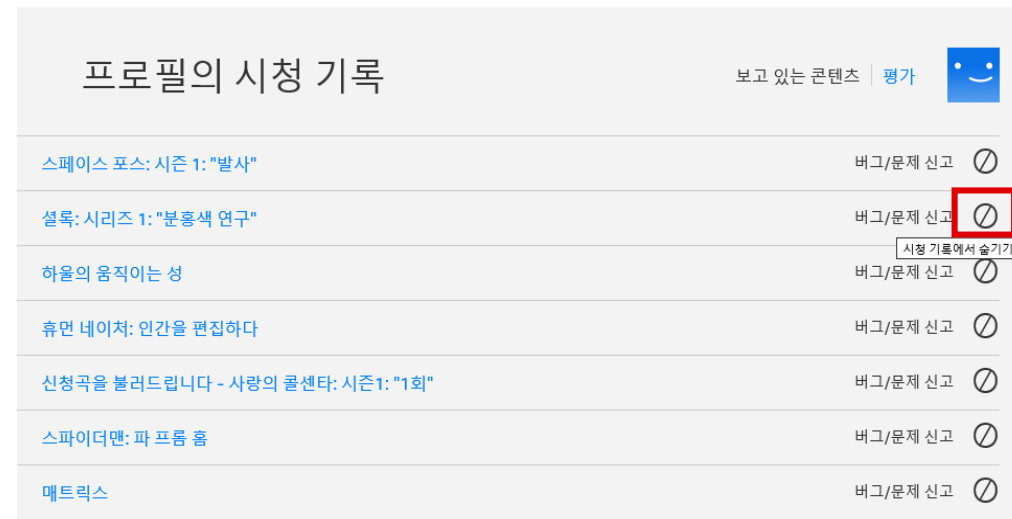 프로필의 시청 기록
보고 있는 콘텐츠 평가
스페이스 포스: 시즌 1: "발사" 버그/문제 신고
셜록: 시리즈 1: "분홍색 연구" 버그/문제 신고
시청 기록에서 숨기기
하울의 움직이는 성 버그/문제 신고
휴먼 네이처: 인간을 편집하다 버그/문제 신고
신청곡을 불러드립니다 - 사랑의 콜센타: 시즌1: "1회" 버그/문제 신고
스파이더맨: 파 프롬 홈 버그/문제 신고
매트릭스 버그/문제 신고